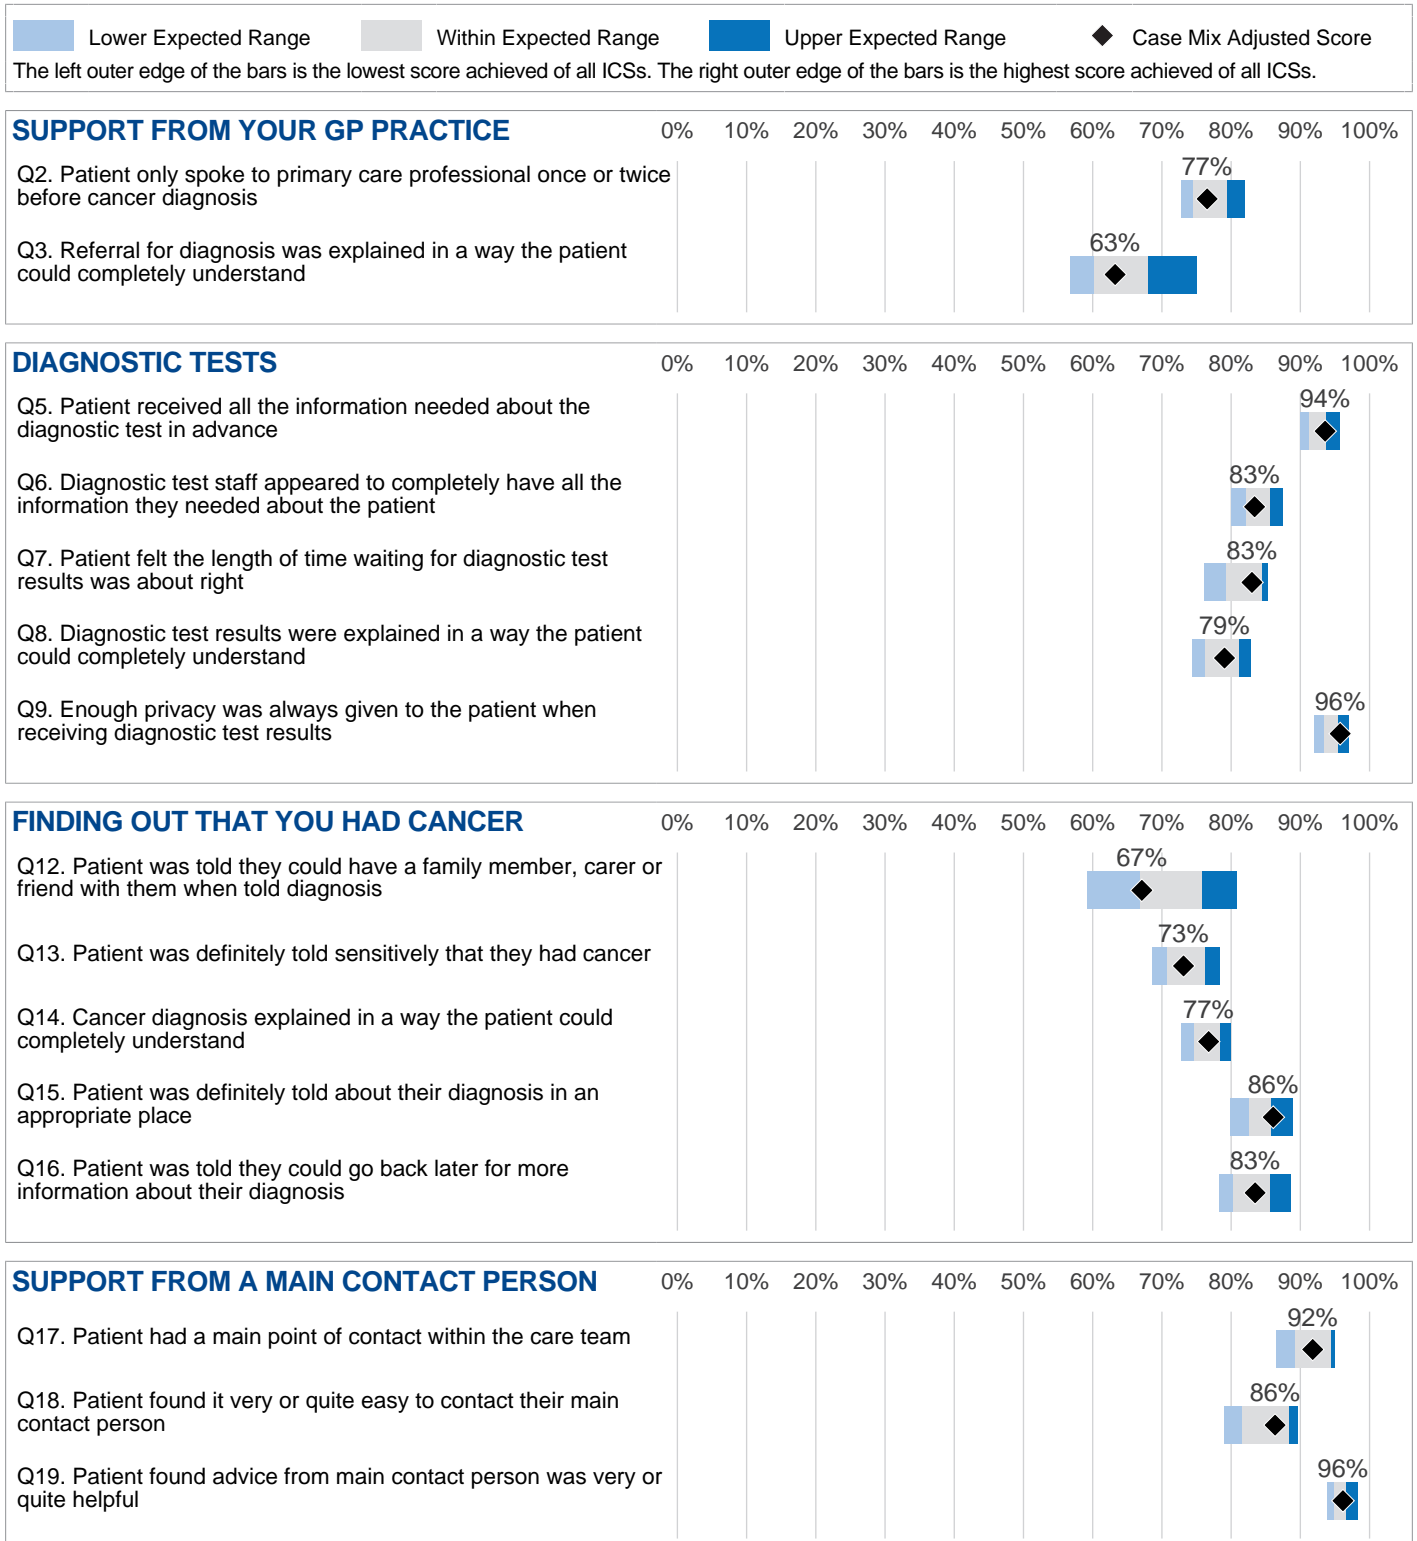 Lower Expected Range Within Expected Range Upper Expected Range Case Mix Adjusted Score
The left outer edge of the bars is the lowest score achieved of all ICSs. The right outer edge of the bars is the highest score achieved of all ICSs.
SUPPORT FROM YOUR GP PRACTICE 0% 10% 20% 30% 40% 50% 60% 70% 80% 90% 100%
Q2. Patient only spoke to primary care professional once or twice
before cancer diagnosis
77%
Q3. Referral for diagnosis was explained in a way the patient
could completely understand
63%
DIAGNOSTIC TESTS 0% 10% 20% 30% 40% 50% 60% 70% 80% 90% 100%
Q5. Patient received all the information needed about the
diagnostic test in advance
94%
Q6. Diagnostic test staff appeared to completely have all the
information they needed about the patient
83%
Q7. Patient felt the length of time waiting for diagnostic test
results was about right
83%
Q8. Diagnostic test results were explained in a way the patient
could completely understand
79%
Q9. Enough privacy was always given to the patient when
receiving diagnostic test results
96%
FINDING OUT THAT YOU HAD CANCER 0% 10% 20% 30% 40% 50% 60% 70% 80% 90% 100%
Q12. Patient was told they could have a family member, carer or
friend with them when told diagnosis
67%
Q13. Patient was definitely told sensitively that they had cancer
73%
Q14. Cancer diagnosis explained in a way the patient could
completely understand
77%
Q15. Patient was definitely told about their diagnosis in an
appropriate place
86%
Q16. Patient was told they could go back later for more
information about their diagnosis
83%
SUPPORT FROM A MAIN CONTACT PERSON 0% 10% 20% 30% 40% 50% 60% 70% 80% 90% 100%
Q17. Patient had a main point of contact within the care team
92%
Q18. Patient found it very or quite easy to contact their main
contact person
86%
Q19. Patient found advice from main contact person was very or
quite helpful
96%